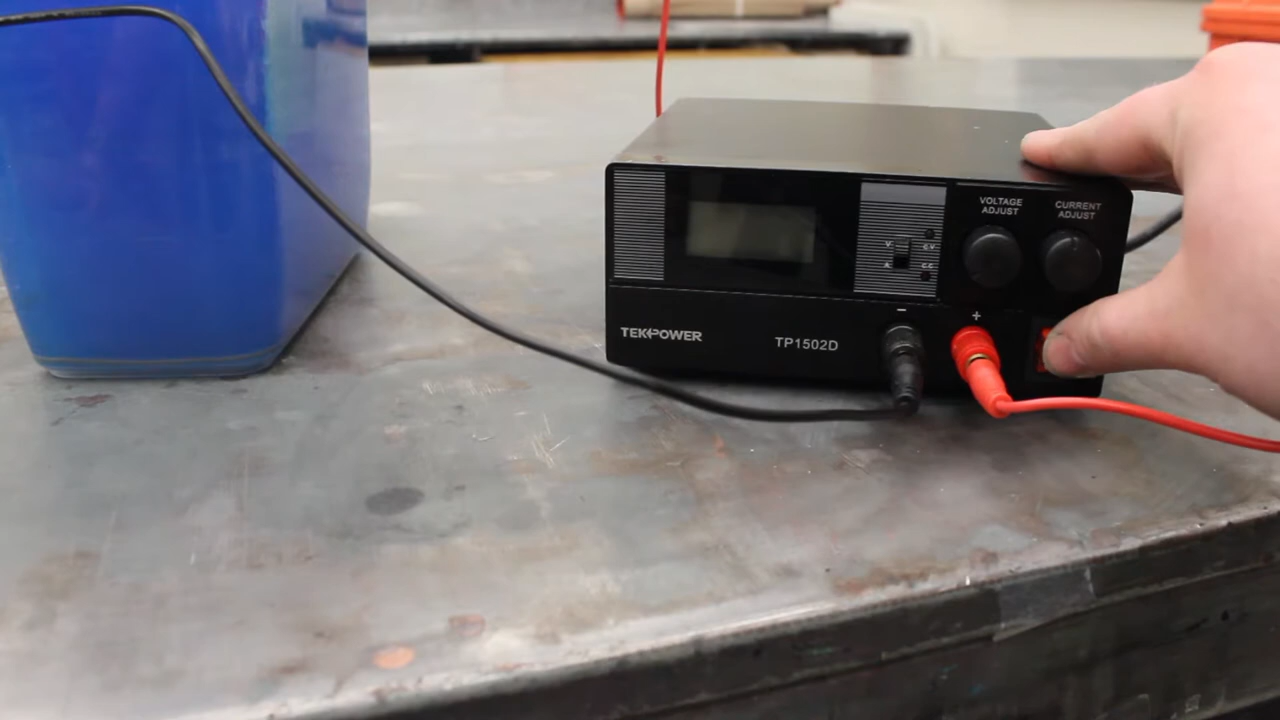 VOLTAGE
ADJUST
CURRENT
ADJUST
V
C.V
A
C.C
−
+
TEKPOWER
TP1502D